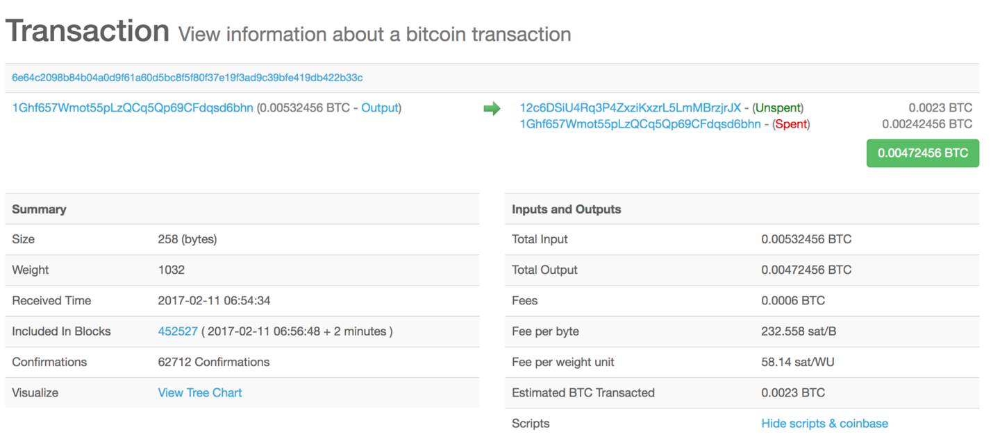 Transaction View information about a bitcoin transaction
6e64c2098b84b04a0d9f61a60d5bc8f5f80f37e19f3ad9c39bfe419db422b33c
1Ghf657Wmot55pLzQCq5Qp69CFdqsd6bhn (0.00532456 BTC - Output)
12c6DSiU4Rq3P4ZxziKxzrL5LmMBrzjrJX - (Unspent) 0.0023 BTC
1Ghf657Wmot55pLzQCq5Qp69CFdqsd6bhn - (Spent) 0.00242456 BTC
0.00472456 BTC
Summary
Size 258 (bytes)
Weight 1032
Received Time 2017-02-11 06:54:34
Included In Blocks 452527 ( 2017-02-11 06:56:48 + 2 minutes )
Confirmations 62712 Confirmations
Visualize View Tree Chart
Inputs and Outputs
Total Input 0.00532456 BTC
Total Output 0.00472456 BTC
Fees 0.0006 BTC
Fee per byte 232.558 sat/B
Fee per weight unit 58.14 sat/WU
Estimated BTC Transacted 0.0023 BTC
Scripts Hide scripts & coinbase